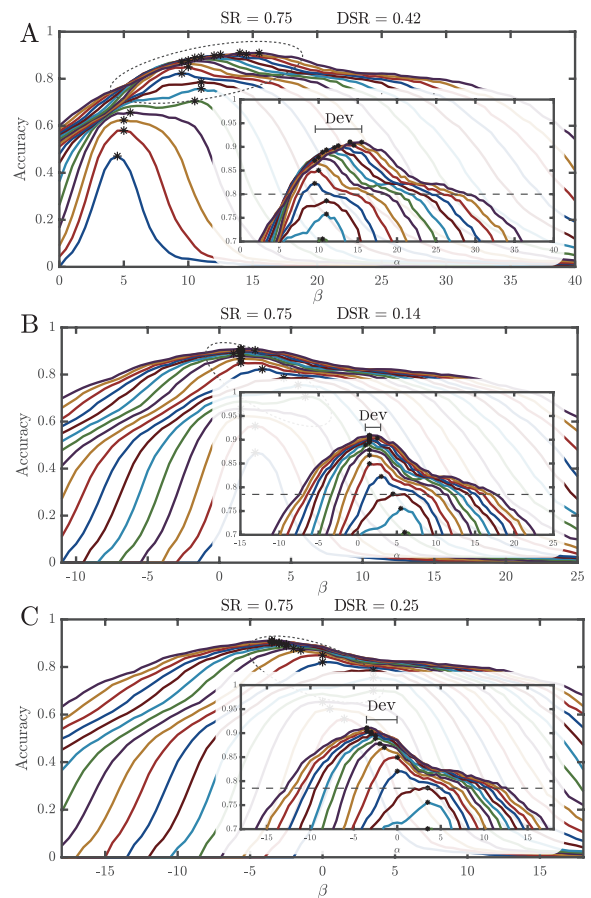 SR = 0.75 DSR = 0.42
A
1
0.8
0.6
0.4
0.2
0
Accuracy
0 5 10 15 20 25 30 35 40
β
Dev
1
0.95
0.9
0.85
0.8
0.75
0.7
0 5 10 15 20 25 30 35 40
α
SR = 0.75 DSR = 0.14
B
1
0.8
0.6
0.4
0.2
0
Accuracy
-10 -5 0 5 10 15 20 25
β
Dev
1
0.95
0.9
0.85
0.8
0.75
0.7
-15 -10 -5 0 5 10 15 20 25
α
SR = 0.75 DSR = 0.25
C
1
0.8
0.6
0.4
0.2
0
Accuracy
-15 -10 -5 0 5 10 15
β
Dev
1
0.95
0.9
0.85
0.8
0.75
0.7
-15 -10 -5 0 5 10 15
α